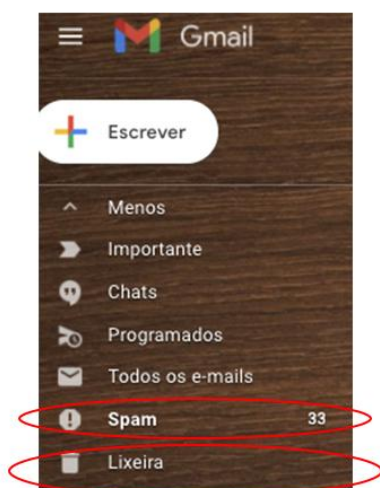 Gmail
Escrever
Menos
Importante
Chats
Programados
Todos os e-mails
Spam 33
Lixeira